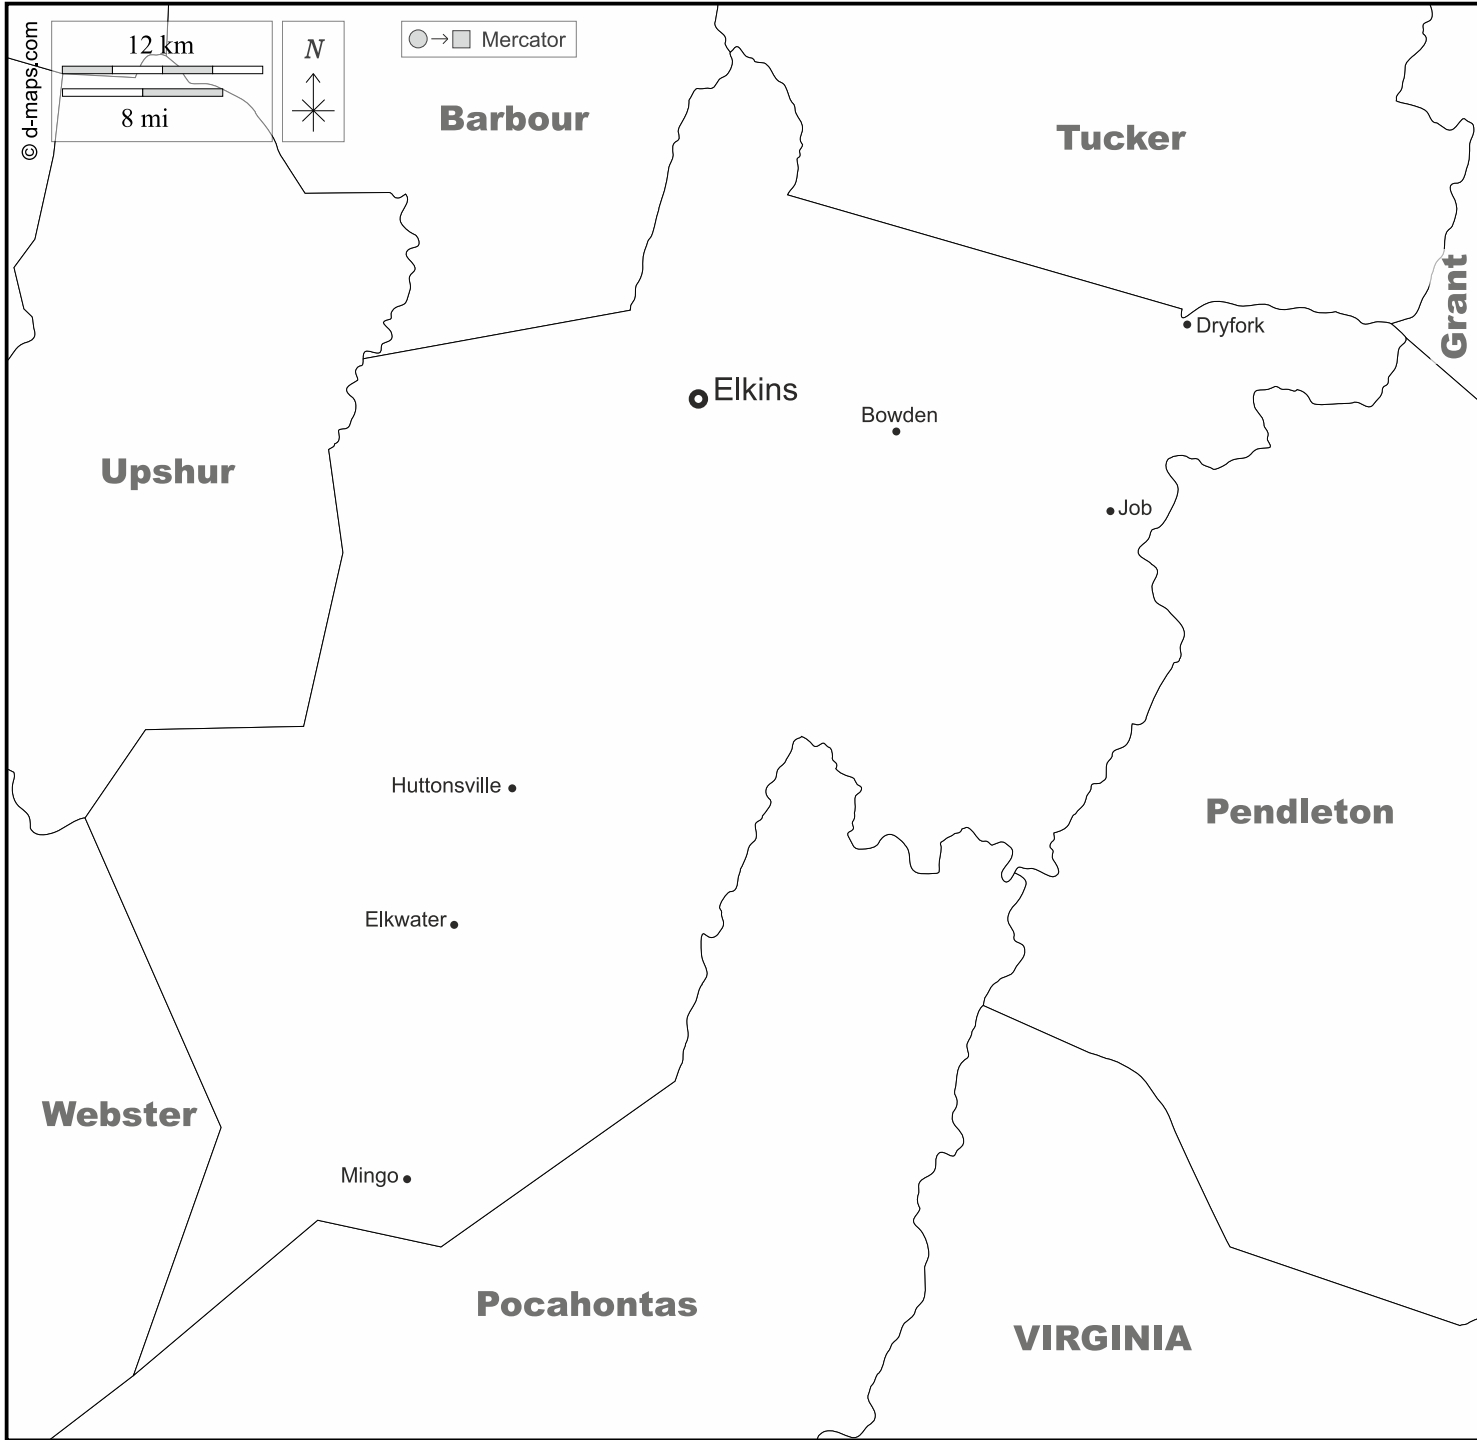 © d-maps.com
12 km
8 mi
N
Mercator
Barbour
Tucker
Grant
Dryfork
Elkins
Bowden
Upshur
Job
Huttonsville
Pendleton
Elkwater
Webster
Mingo
Pocahontas
VIRGINIA